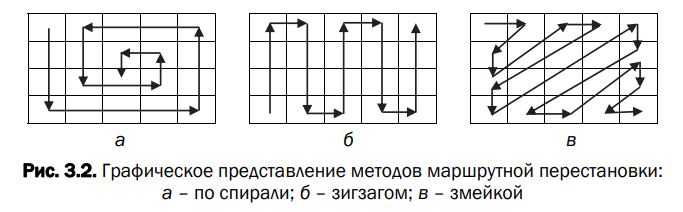 а б в
Рис. 3.2. Графическое представление методов маршрутной перестановки:
а – по спирали; б – зигзагом; в – змейкой